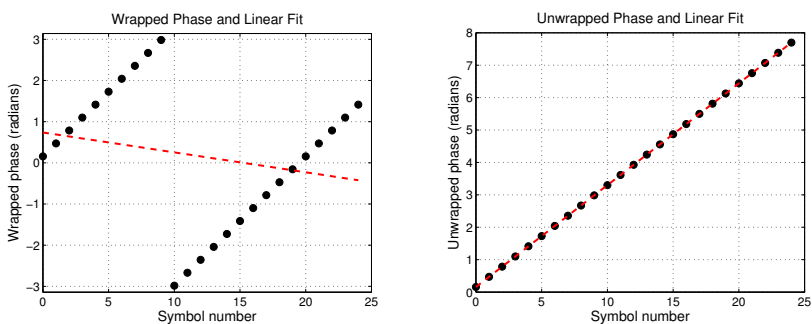 Wrapped Phase and Linear Fit
Wrapped phase (radians)
3
2
1
0
−1
−2
−3
0 5 10 15 20 25
Symbol number
Unwrapped Phase and Linear Fit
Unwrapped phase (radians)
8
7
6
5
4
3
2
1
0
0 5 10 15 20 25
Symbol number